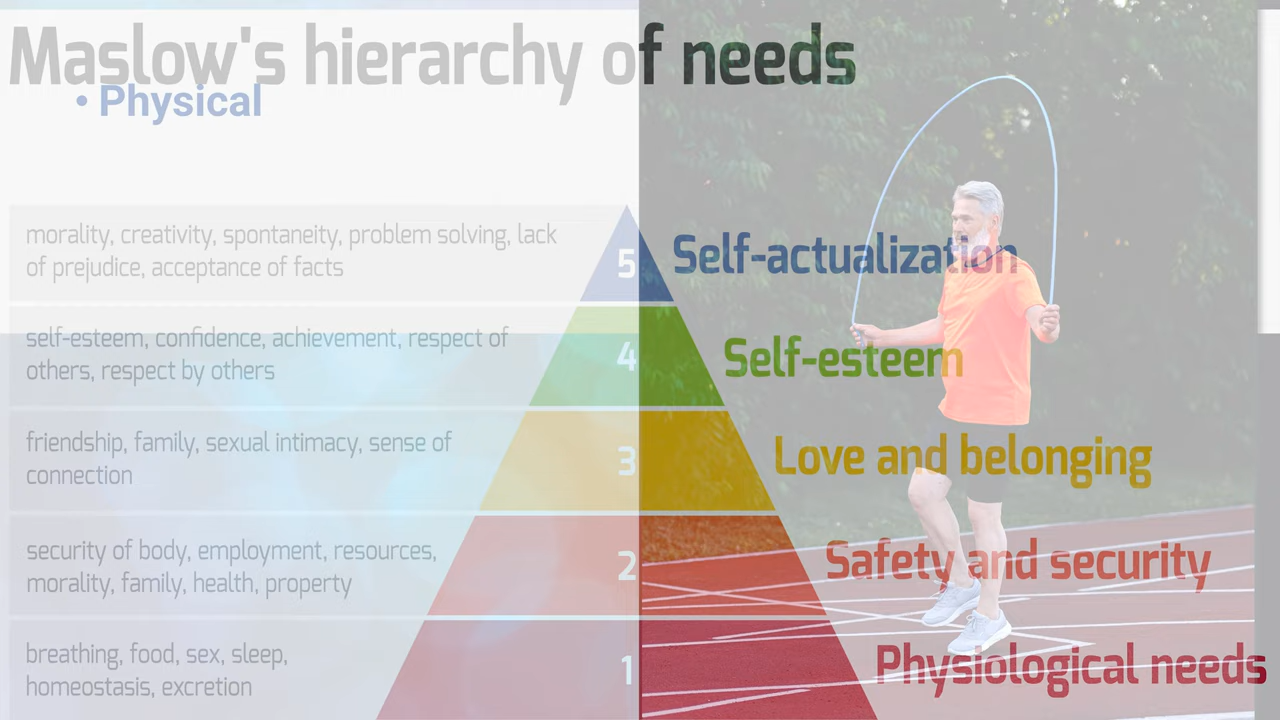 Maslow's hierarchy of needs
• Physical
morality, creativity, spontaneity, problem solving, lack
of prejudice, acceptance of facts
5
Self-actualization
self-esteem, confidence, achievement, respect of
others, respect by others
4
Self-esteem
friendship, family, sexual intimacy, sense of
connection
3
Love and belonging
security of body, employment, resources,
morality, family, health, property
2
Safety and security
breathing, food, sex, sleep,
homeostasis, excretion
1
Physiological needs